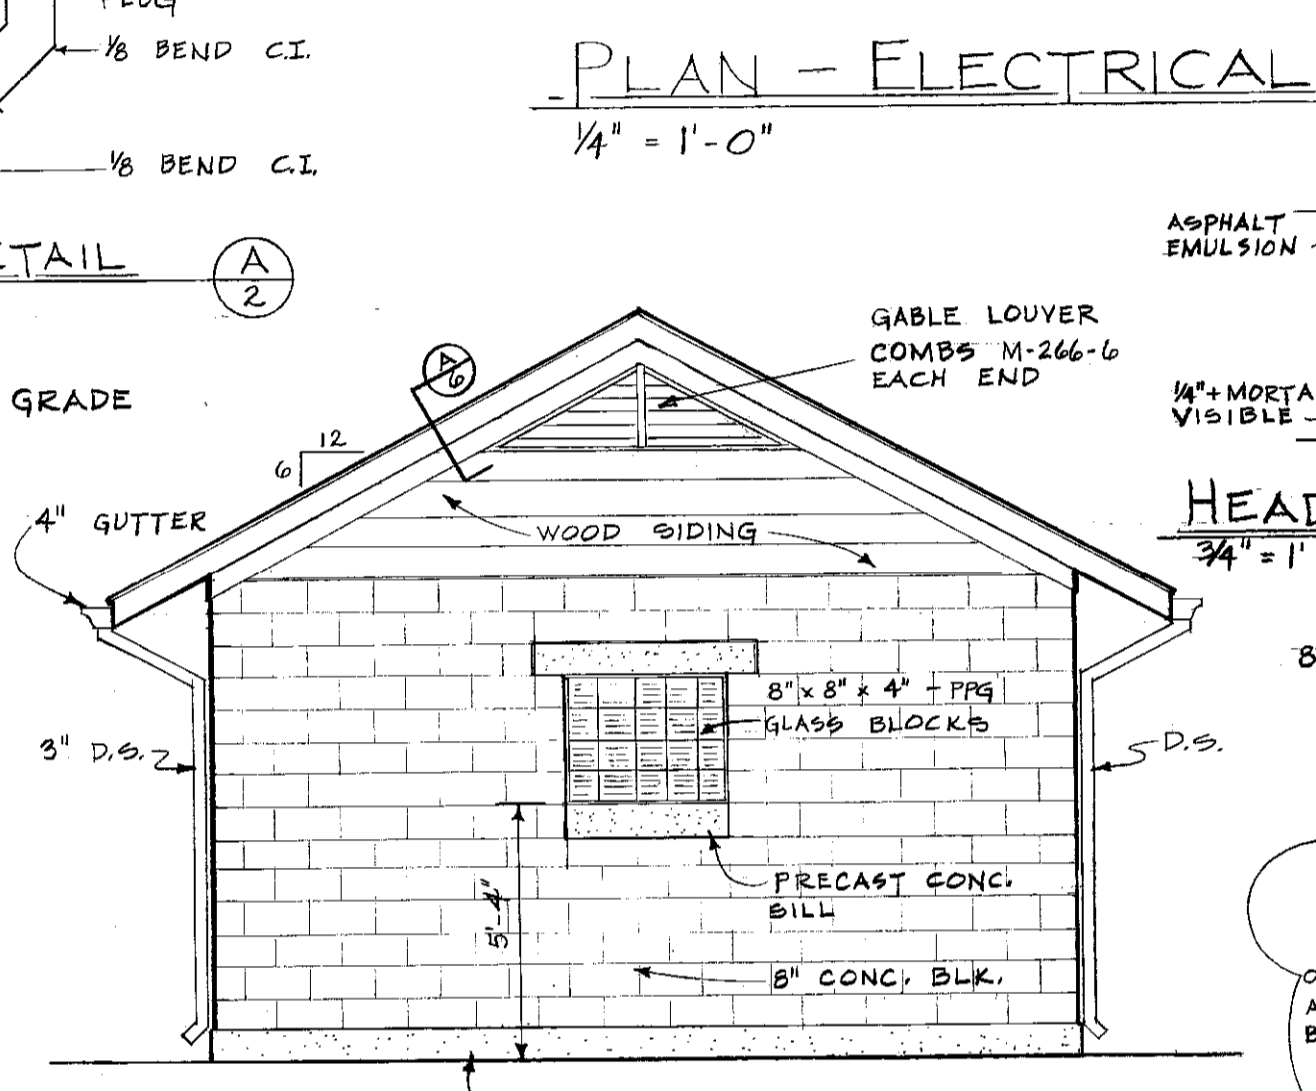 1/8 BEND C.I.
PLAN - ELECTRICAL
1/4" = 1'-0"
1/8 BEND C.I.
A
2
ASPHALT
EMULSION
GABLE LOUVER
COMBS M-266-6
EACH END
A
6
GRADE
1/4"+MORTA
VISIBLE
12
6
4" GUTTER
HEAD
3/4" = 1'
WOOD SIDING
8
8" x 8" x 4" - PPG
GLASS BLOCKS
3" D.S.
D.S.
PRECAST CONC.
SILL
5'-4"
8" CONC. BLK.